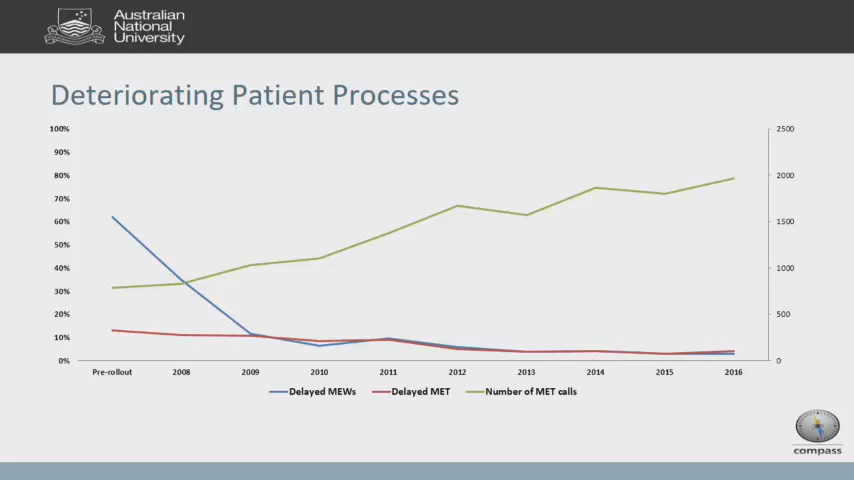 Australian
National
University
Deteriorating Patient Processes
100%
90%
80%
70%
60%
50%
40%
30%
20%
10%
0%
2500
2000
1500
1000
500
0
Pre-rollout 2008 2009 2010 2011 2012 2013 2014 2015 2016
Delayed MEWs Delayed MET Number of MET calls
compass